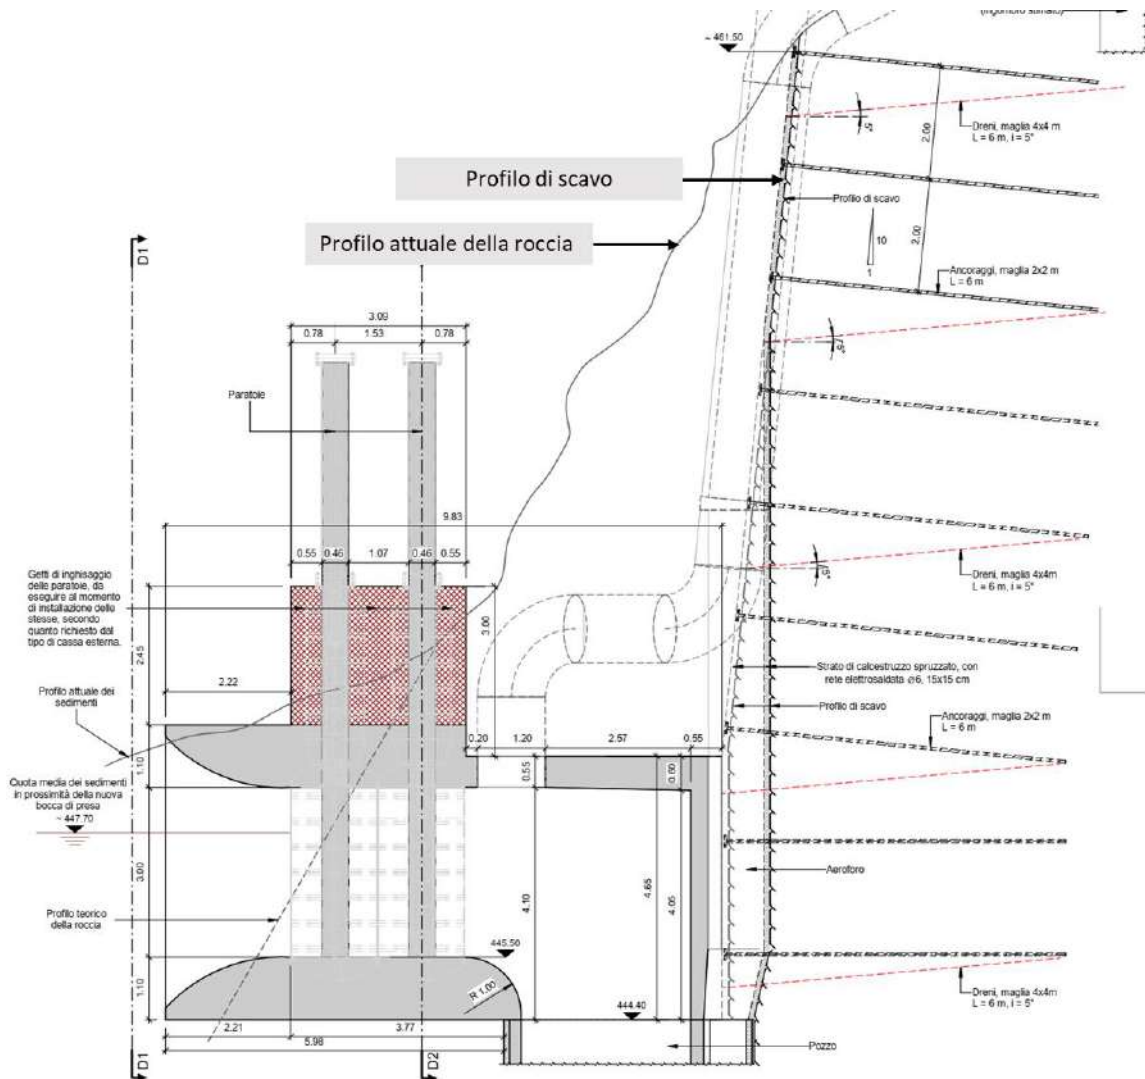 (ingombro stimato)
~ 461.50
2.00
Dreni, maglia 4x4 m
L = 6 m, i = 5°
5°
Profilo di scavo
Profilo di scavo
Profilo attuale della roccia
10
1
2.00
D1
Ancoraggi, maglia 2x2 m
L = 6 m
3.09
0.78
1.53
0.78
5°
Paratoie
9.83
0.55
0.46
1.07
0.46
0.55
Getti di inghisaggio
delle paratoie, da
eseguire al momento
di installazione delle
stesse, secondo
quanto richiesto dal
tipo di cassa esterna.
5°
Dreni, maglia 4x4m
L = 6 m, i = 5°
2.45
3.00
2.22
Strato di calcestruzzo spruzzato, con
rete elettrosaldata ⌀6, 15x15 cm
Profilo attuale dei
sedimenti
Profilo di scavo
Ancoraggi, maglia 2x2 m
L = 6 m
0.20
1.20
2.57
0.55
1.10
0.55
0.60
Quota media dei sedimenti
in prossimità della nuova
bocca di presa
~ 447.70
3.00
4.10
4.65
4.05
Aeroforo
Profilo teorico
della roccia
445.50
1.10
R 1.00
444.40
Dreni, maglia 4x4m
L = 6 m, i = 5°
2.21
3.77
5.98
Pozzo
D1
D2